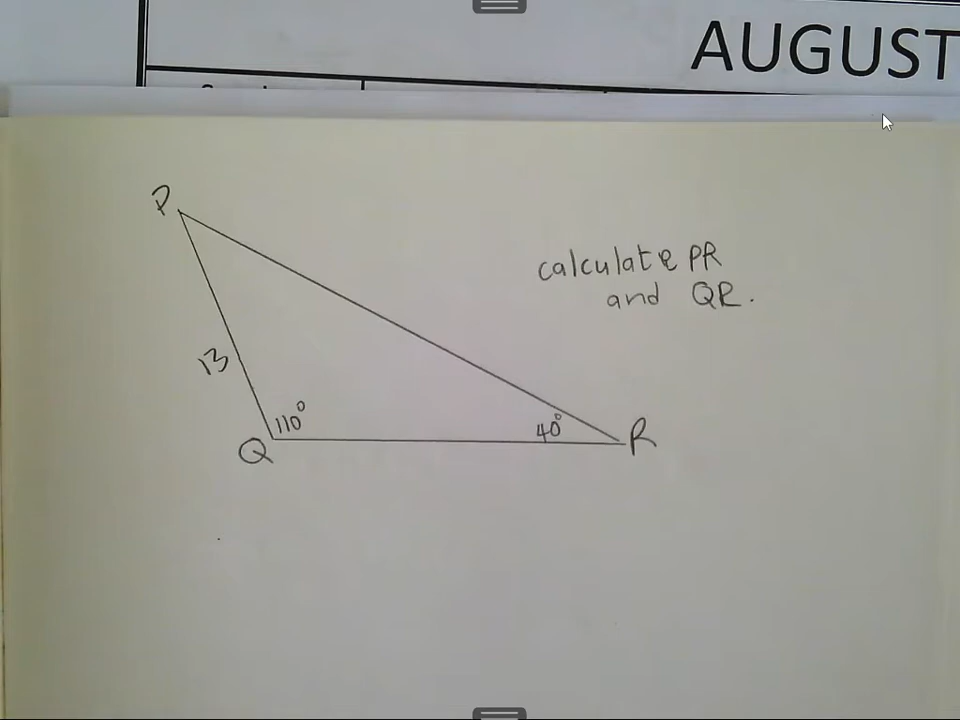 AUGUST
P
calculate PR
and QR.
13
110°
40°
Q
R